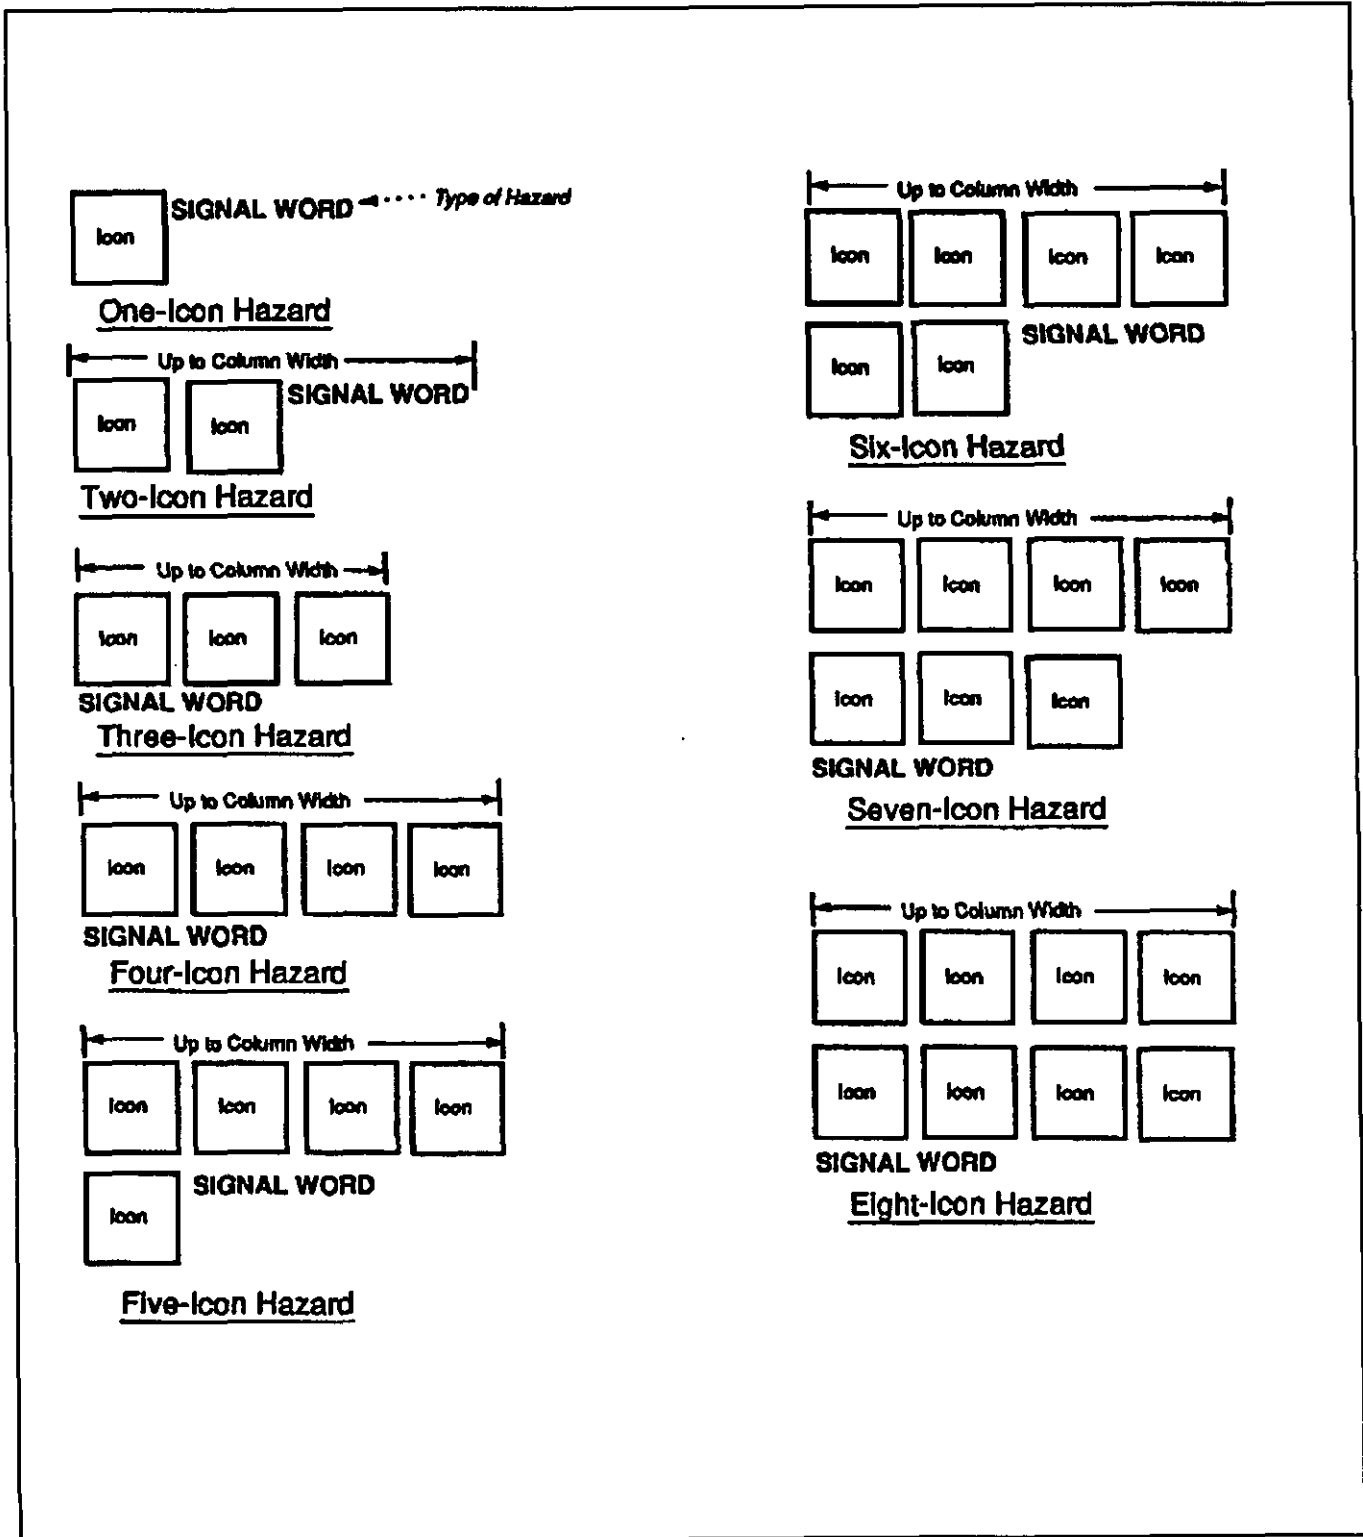 SIGNAL WORD Type of Hazard
Icon
One-Icon Hazard
Up to Column Width
SIGNAL WORD
Icon Icon
Two-Icon Hazard
Up to Column Width
Icon Icon Icon
SIGNAL WORD
Three-Icon Hazard
Up to Column Width
Icon Icon Icon Icon
SIGNAL WORD
Four-Icon Hazard
Up to Column Width
Icon Icon Icon Icon
SIGNAL WORD
Icon
Five-Icon Hazard
Up to Column Width
Icon Icon Icon Icon
SIGNAL WORD
Icon Icon
Six-Icon Hazard
Up to Column Width
Icon Icon Icon Icon
Icon Icon Icon
SIGNAL WORD
Seven-Icon Hazard
Up to Column Width
Icon Icon Icon Icon
Icon Icon Icon Icon
SIGNAL WORD
Eight-Icon Hazard